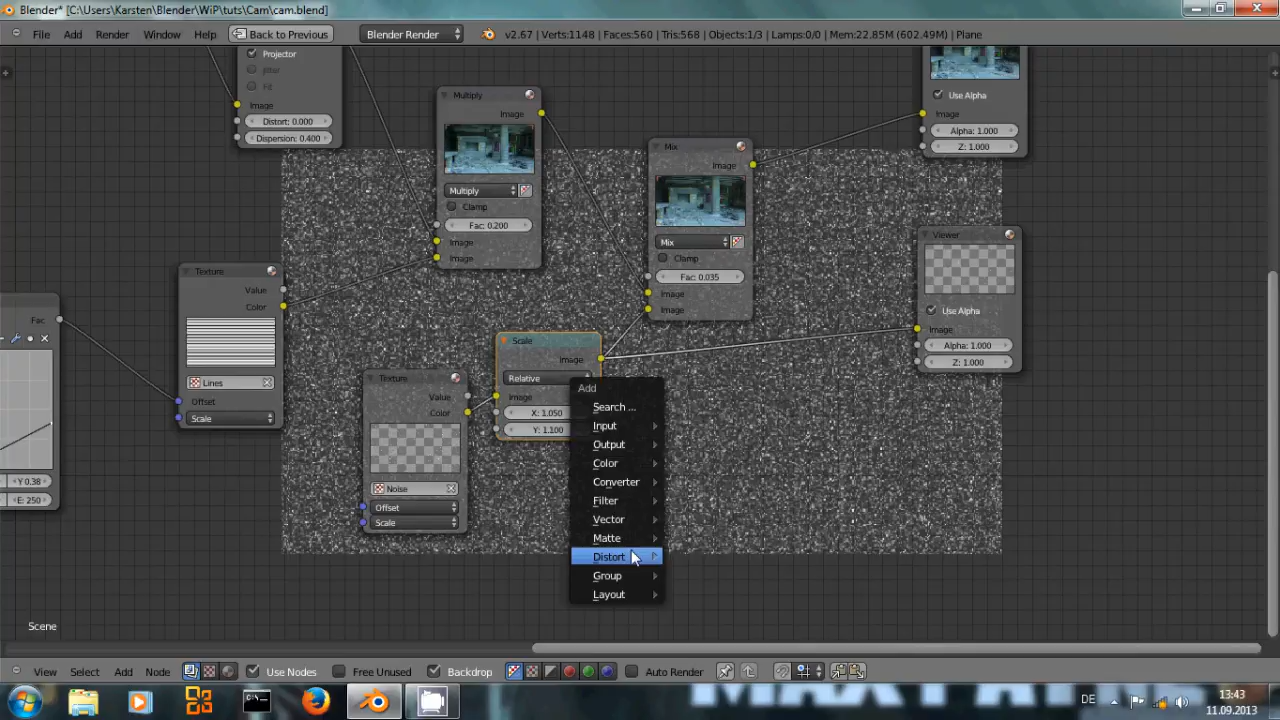 Blender* [C:\Users\Karsten\Blender\WiP\tuts\Cam\cam.blend]
File Add Render Window Help Back to Previous Blender Render v2.67 | Verts:1148 | Faces:560 | Tris:568 | Objects:1/3 | Lamps:0/0 | Mem:22.85M (602.49M) | Plane
Projector
Jitter
Fit
Image
Distort: 0.000
Dispersion: 0.400
Multiply
Image
Multiply
Clamp
Fac: 0.200
Image
Image
Mix
Image
Mix
Clamp
Fac: 0.035
Image
Image
Use Alpha
Image
Alpha: 1.000
Z: 1.000
Viewer
Use Alpha
Image
Alpha: 1.000
Z: 1.000
Fac
Y 0.38
E: 250
Texture
Value
Color
Lines
Offset
Scale
Texture
Value
Color
Noise
Offset
Scale
Scale
Image
Relative
Image
X: 1.050
Y: 1.100
Add
Search ...
Input
Output
Color
Converter
Filter
Vector
Matte
Distort
Group
Layout
Scene
View Select Add Node Use Nodes Free Unused Backdrop Auto Render
DE
13:43
11.09.2013